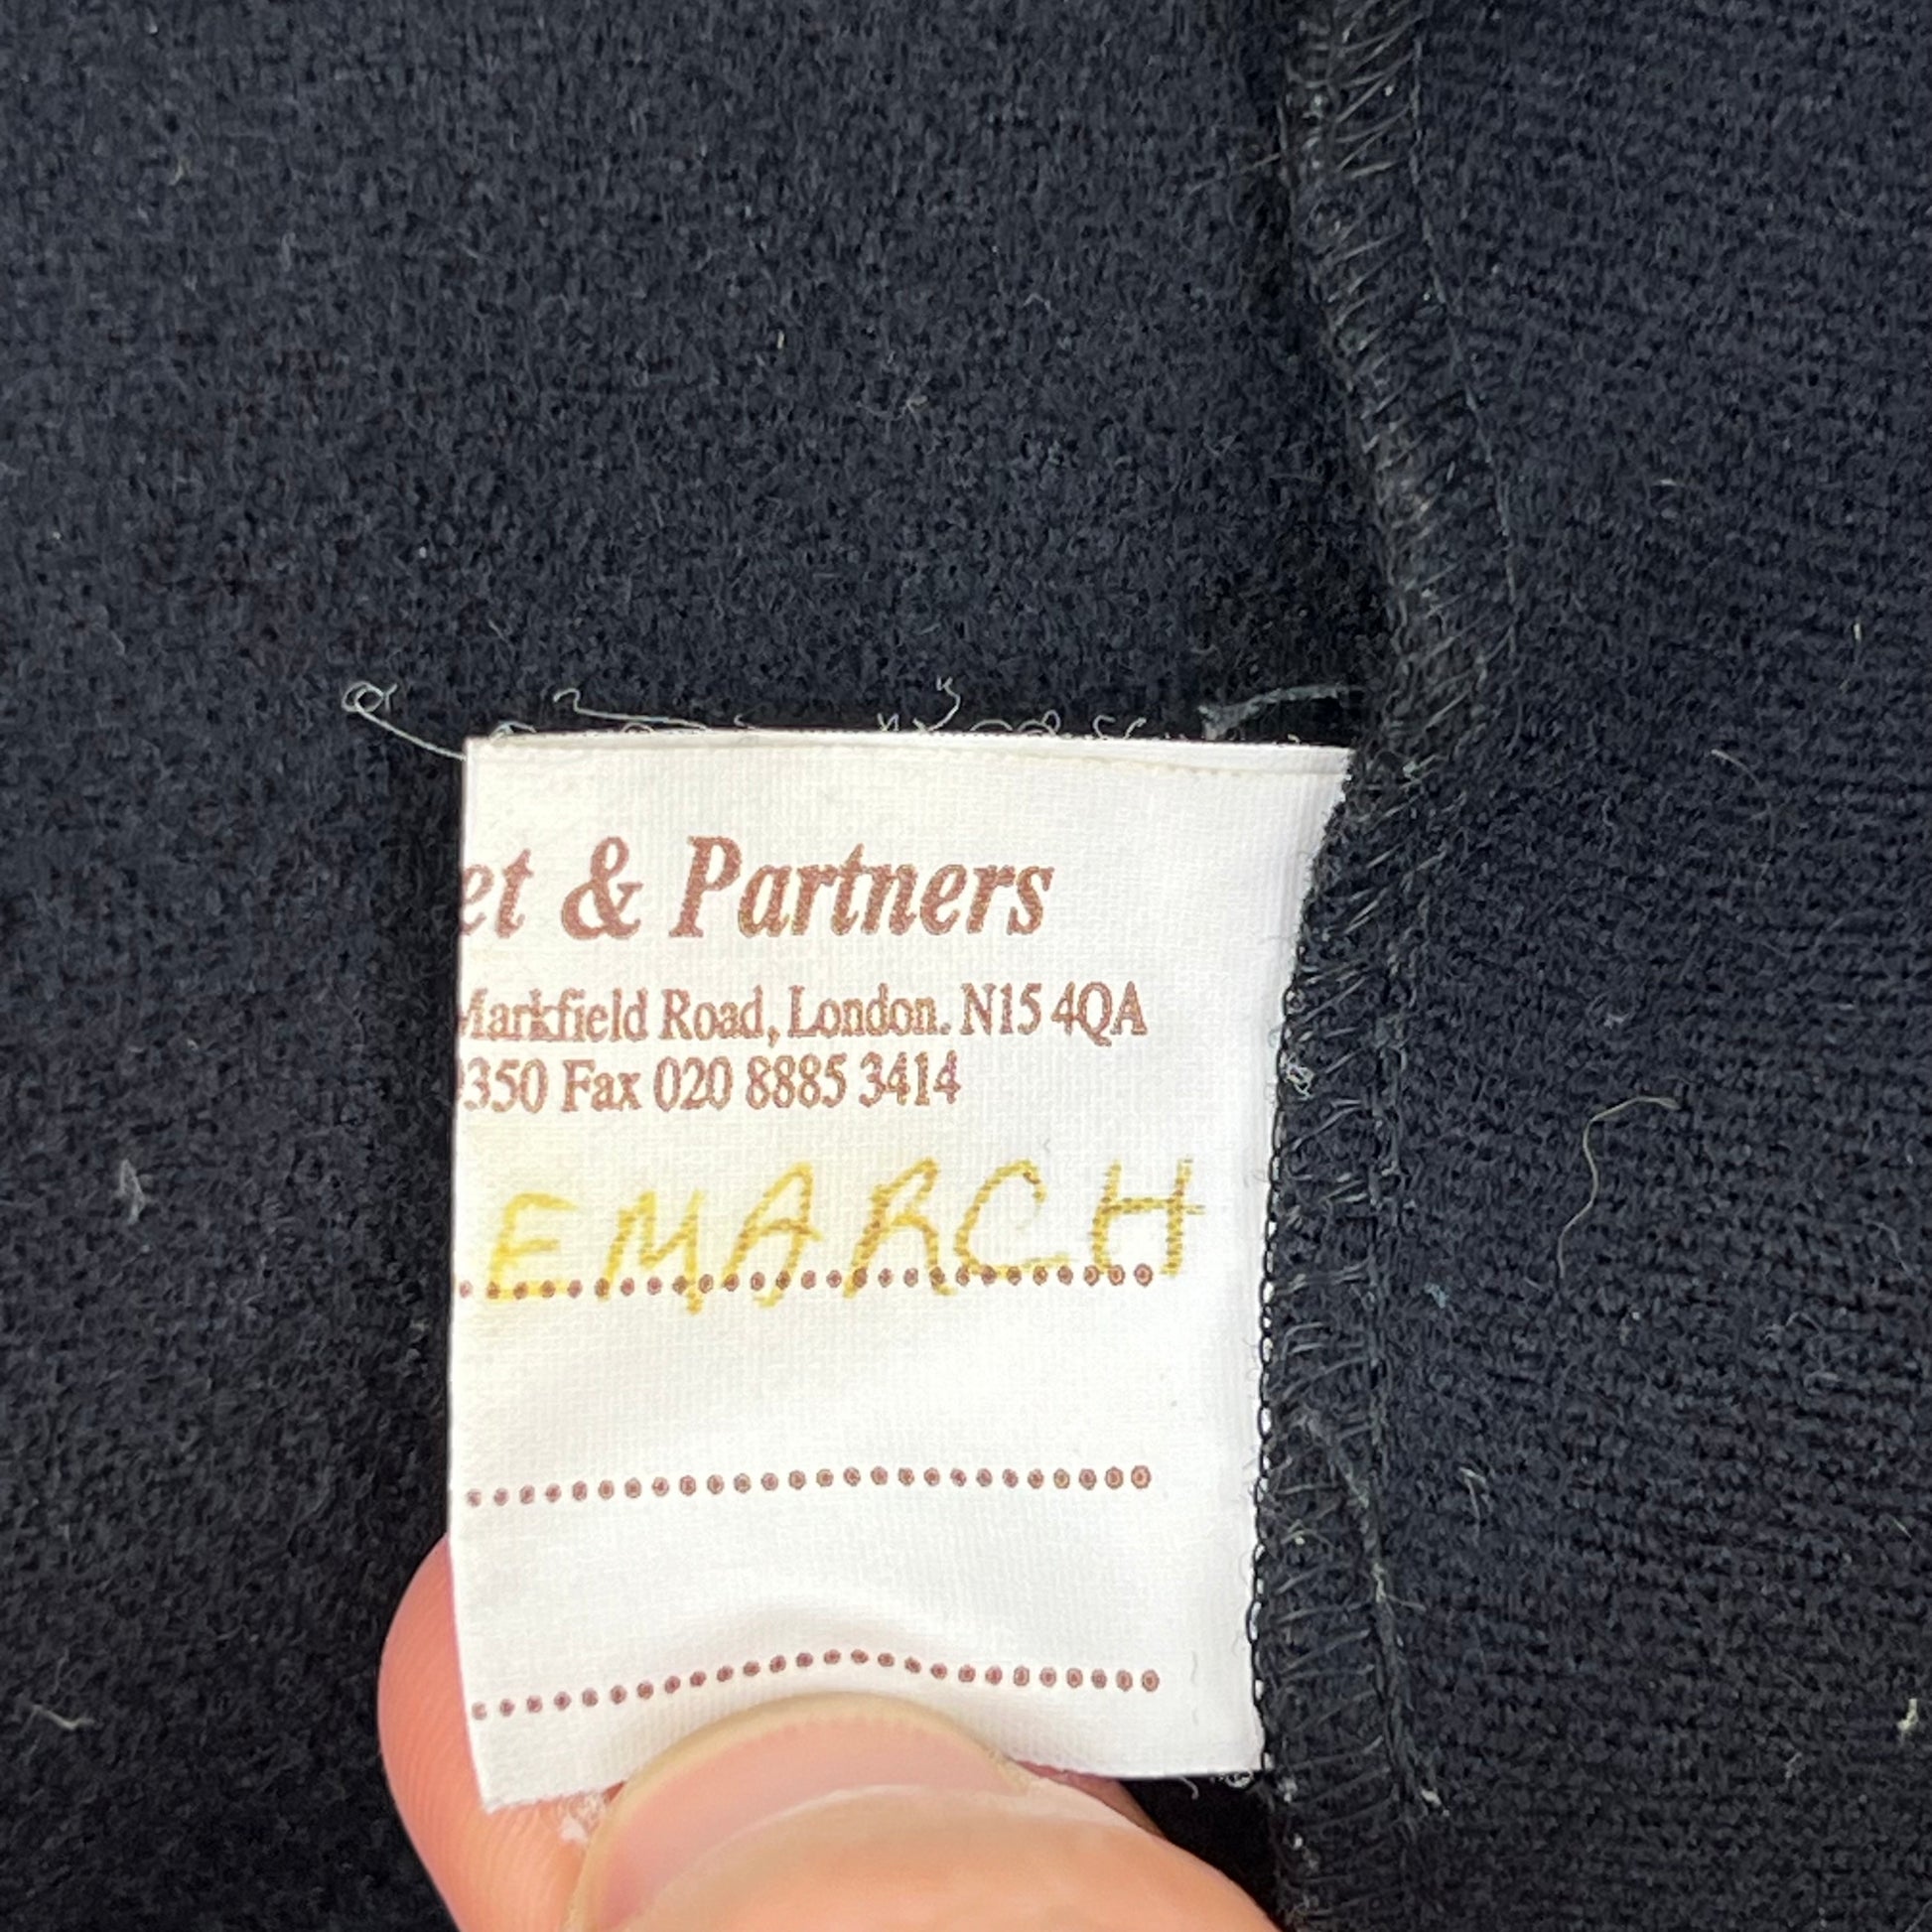 et & Partners
Markfield Road, London. N15 4QA
350 Fax 020 8885 3414
EMARCH